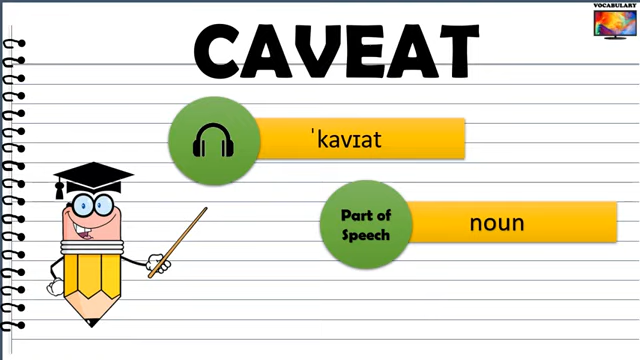 VOCABULARY
CAVEAT
ˈkavɪat
Part of
Speech
noun